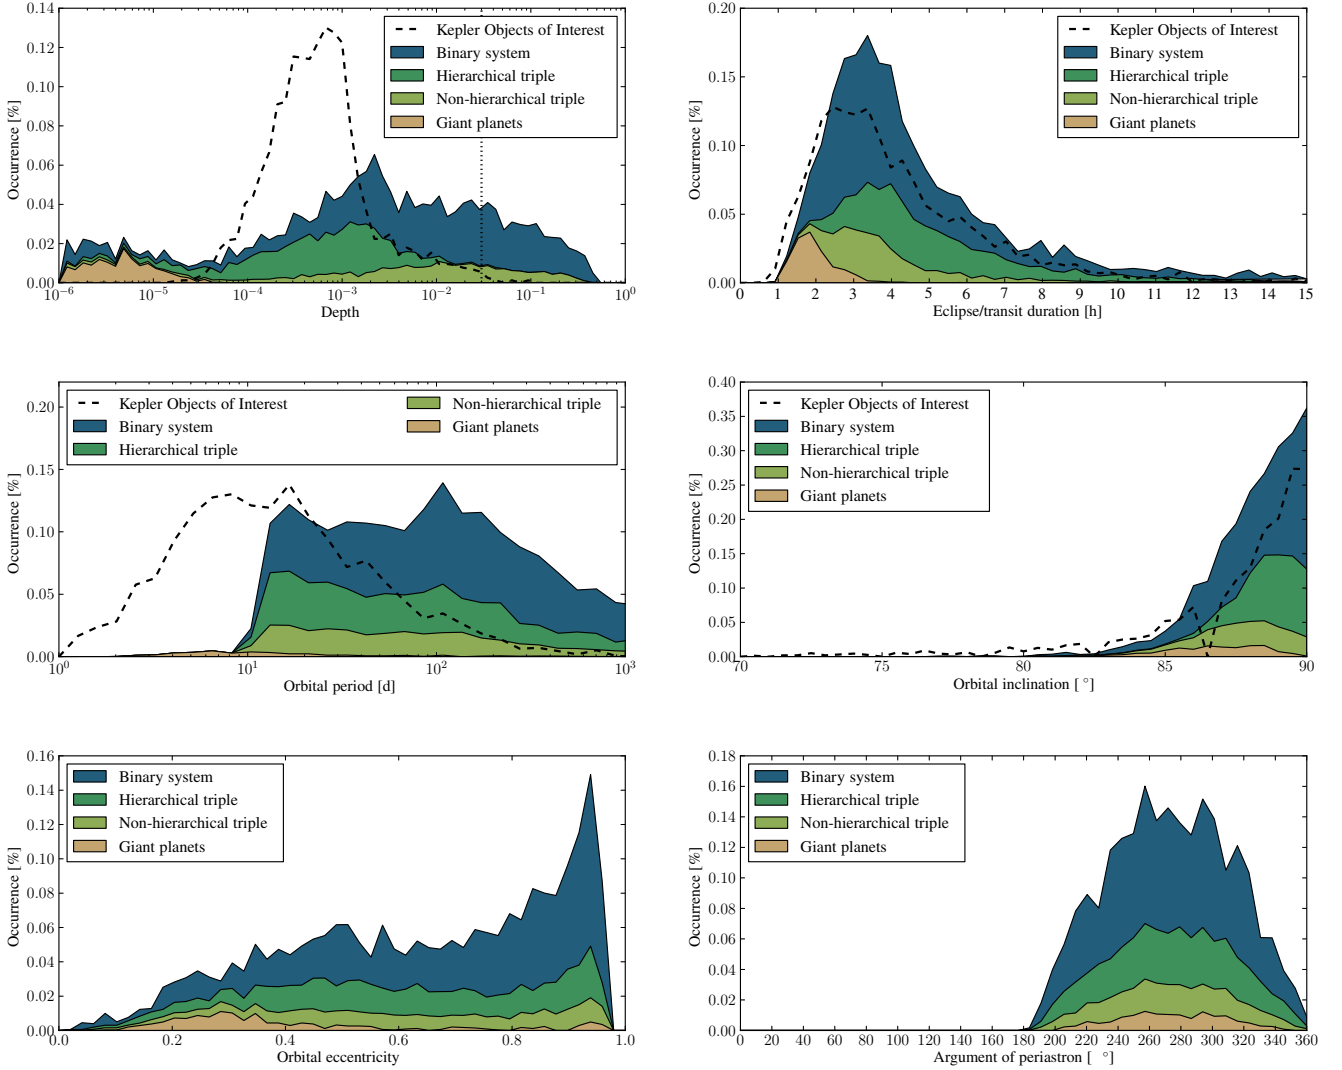 0.14
0.12
0.10
0.08
0.06
0.04
0.02
0.00
Occurrence [%]
Kepler Objects of Interest
Binary system
Hierarchical triple
Non-hierarchical triple
Giant planets
10⁻⁶ 10⁻⁵ 10⁻⁴ 10⁻³ 10⁻² 10⁻¹ 10⁰
Depth
0.20
0.15
0.10
0.05
0.00
Occurrence [%]
Kepler Objects of Interest
Binary system
Hierarchical triple
Non-hierarchical triple
Giant planets
0 1 2 3 4 5 6 7 8 9 10 11 12 13 14 15
Eclipse/transit duration [h]
0.20
0.15
0.10
0.05
0.00
Occurrence [%]
Kepler Objects of Interest
Binary system
Hierarchical triple
Non-hierarchical triple
Giant planets
10⁰ 10¹ 10² 10³
Orbital period [d]
0.40
0.35
0.30
0.25
0.20
0.15
0.10
0.05
0.00
Occurrence [%]
Kepler Objects of Interest
Binary system
Hierarchical triple
Non-hierarchical triple
Giant planets
70 75 80 85 90
Orbital inclination [ °]
0.16
0.14
0.12
0.10
0.08
0.06
0.04
0.02
0.00
Occurrence [%]
Binary system
Hierarchical triple
Non-hierarchical triple
Giant planets
0.0 0.2 0.4 0.6 0.8 1.0
Orbital eccentricity
0.18
0.16
0.14
0.12
0.10
0.08
0.06
0.04
0.02
0.00
Occurrence [%]
Binary system
Hierarchical triple
Non-hierarchical triple
Giant planets
0 20 40 60 80 100 120 140 160 180 200 220 240 260 280 300 320 340 360
Argument of periastron [ °]